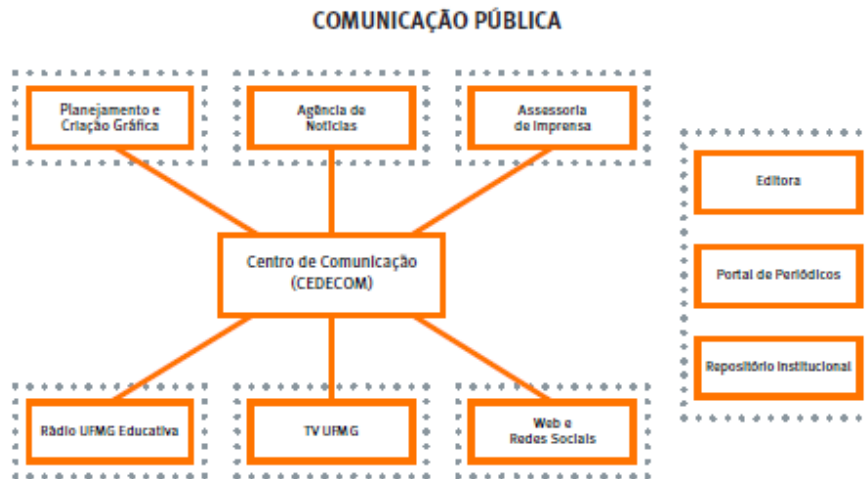 COMUNICAÇÃO PÚBLICA
Planejamento e
Criação Gráfica
Agência de
Notícias
Assessoria
de Imprensa
Editora
Centro de Comunicação
(CEDECOM)
Portal de Periódicos
Repositório Institucional
Rádio UFMG Educativa
TV UFMG
Web e
Redes Sociais